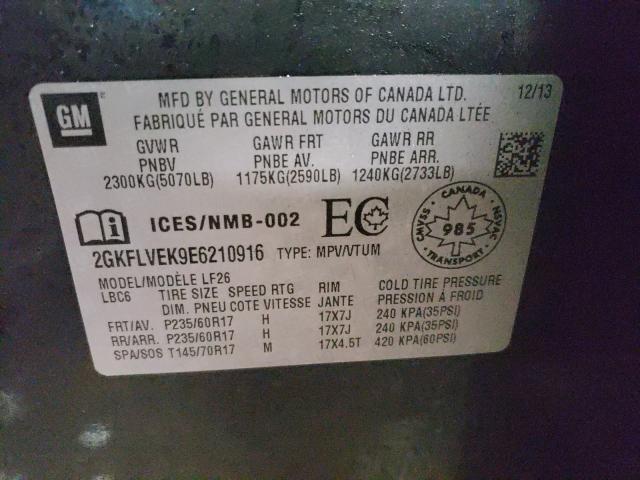 GM
MFD BY GENERAL MOTORS OF CANADA LTD. 12/13
FABRIQUÉ PAR GENERAL MOTORS DU CANADA LTÉE
GVWR GAWR FRT GAWR RR
PNBV PNBE AV. PNBE ARR.
2300KG(5070LB) 1175KG(2590LB) 1240KG(2733LB)
ICES/NMB-002 EC
CANADA
CMVSS 985 NSVAC
TRANSPORT
2GKFLVEK9E6210916 TYPE: MPV/VTUM
MODEL/MODÈLE LF26
LBC6 TIRE SIZE SPEED RTG RIM COLD TIRE PRESSURE
DIM. PNEU COTE VITESSE JANTE PRESSION À FROID
FRT/AV. P235/60R17 H 17X7J 240 KPA(35PSI)
RR/ARR. P235/60R17 H 17X7J 240 KPA(35PSI)
SPA/SOS T145/70R17 M 17X4.5T 420 KPA(60PSI)